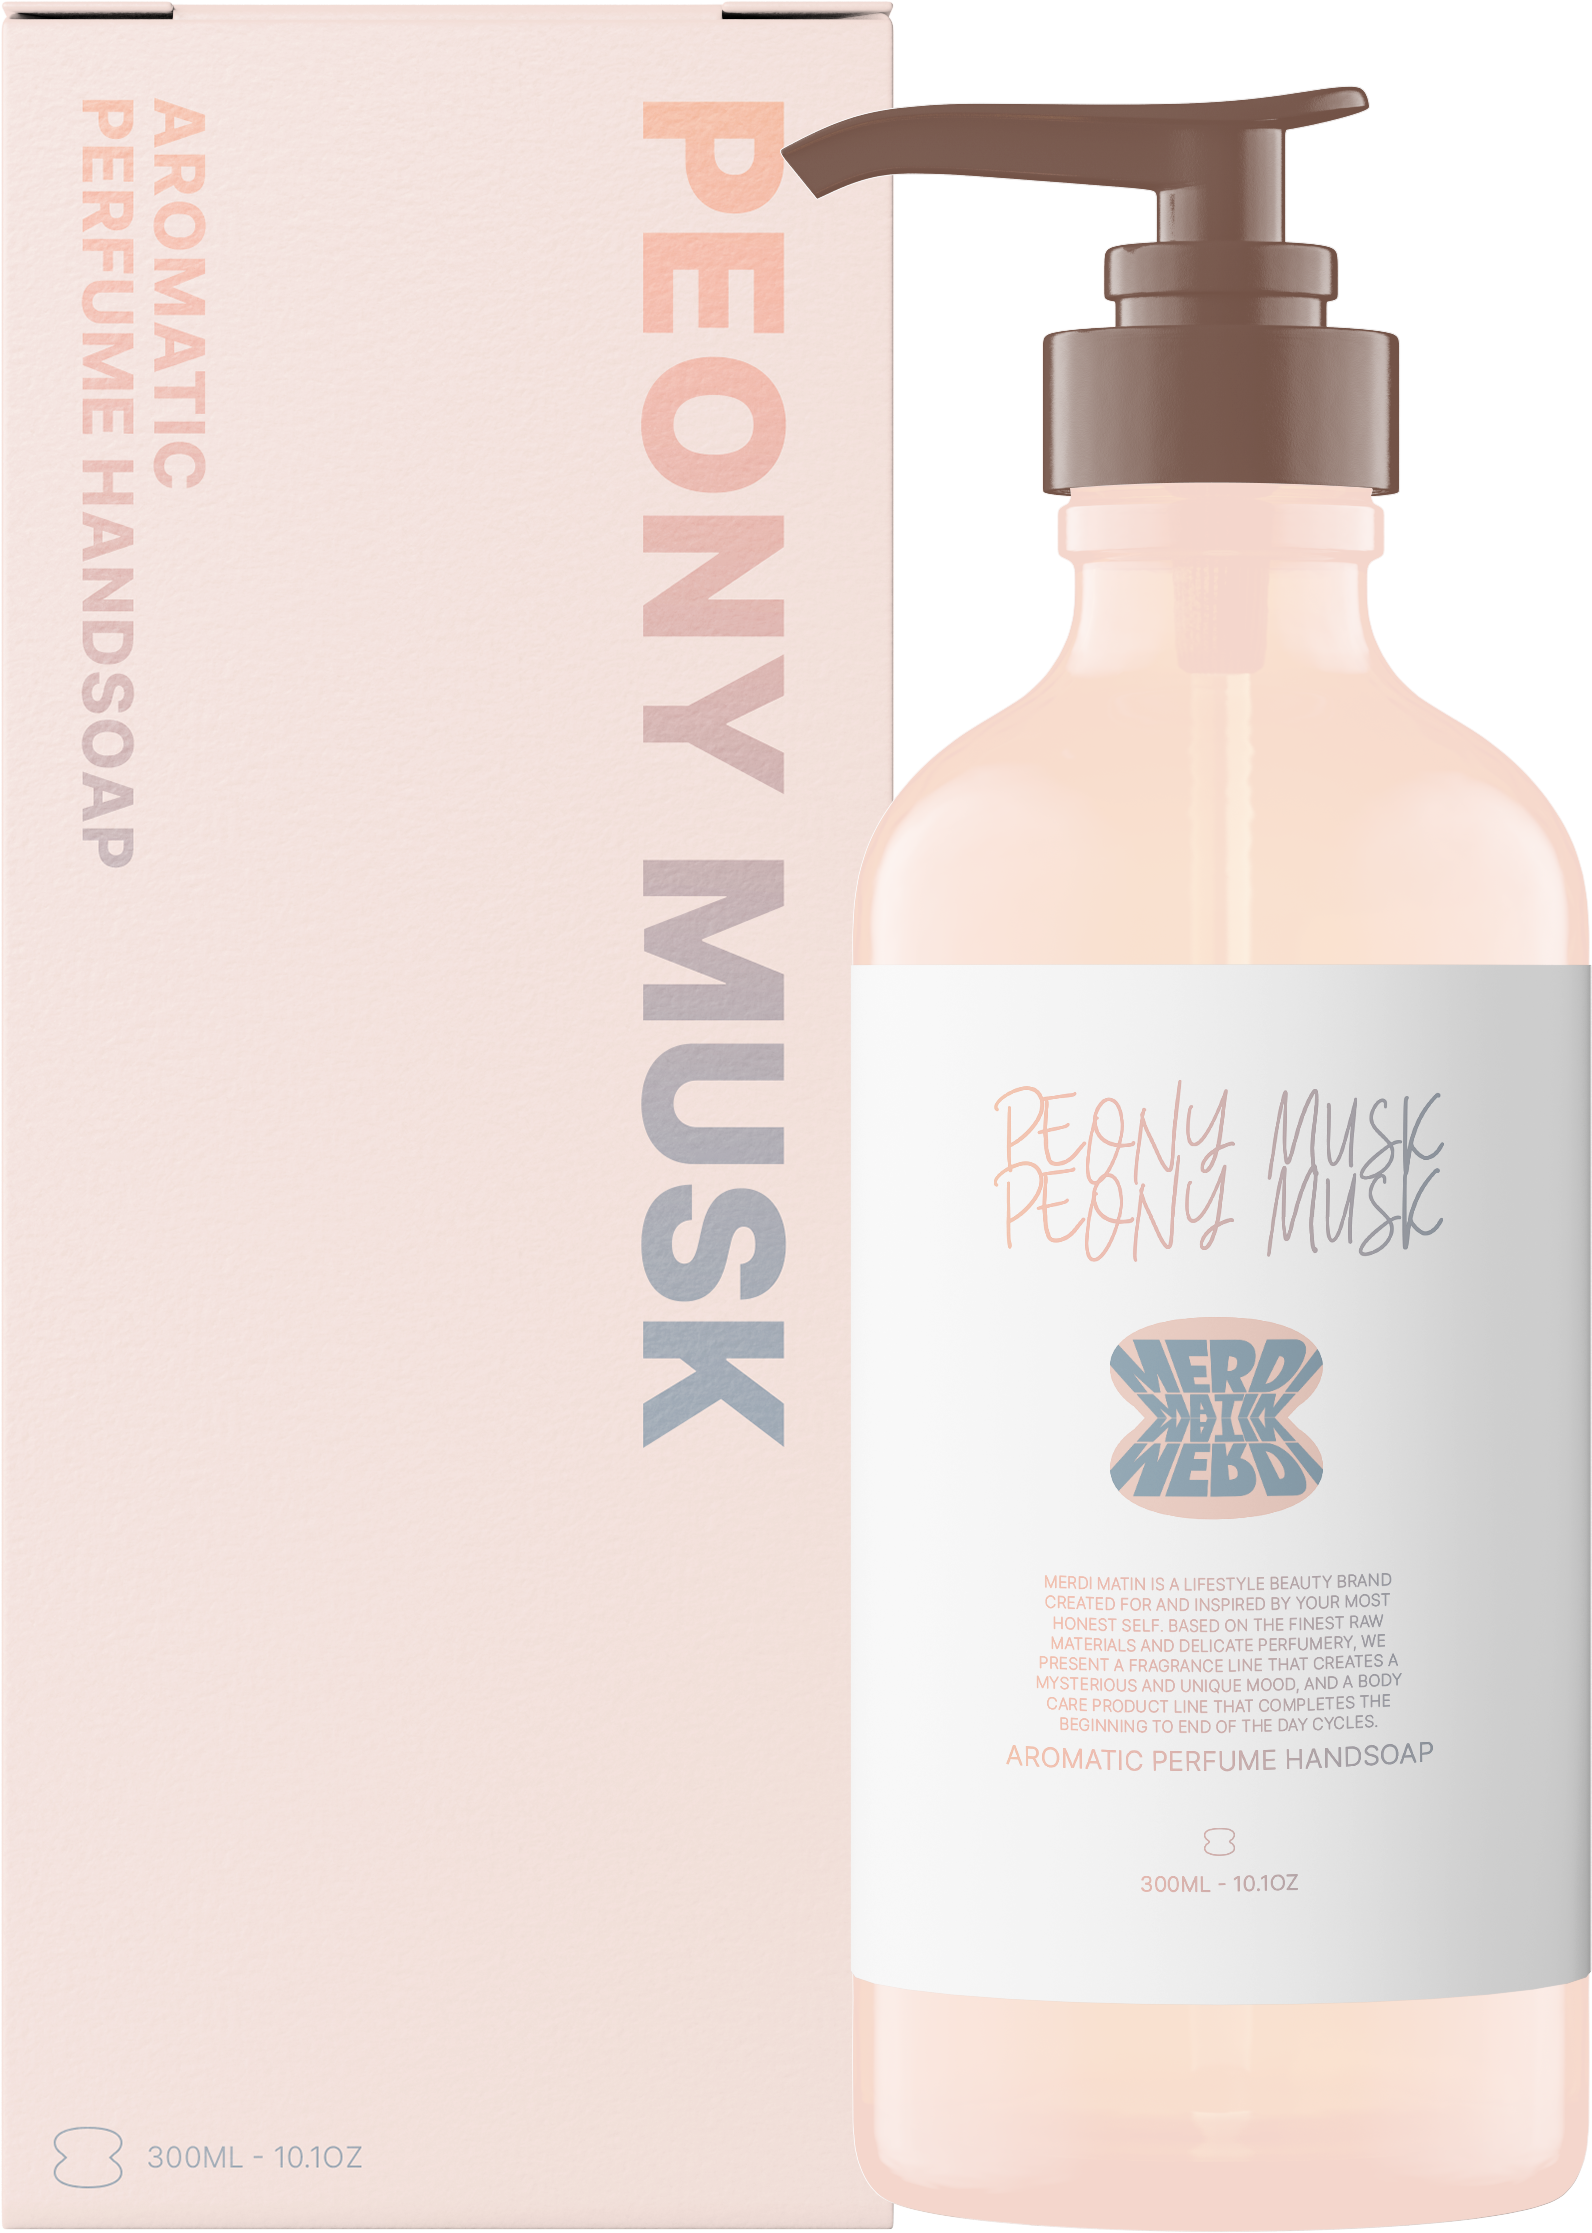 AROMATIC
PERFUME HANDSOAP
PEONY MUSK
300ML - 10.1OZ
PEONY MUSK
PEONY MUSK
MERDI
MATIN
MERDI
MERDI MATIN IS A LIFESTYLE BEAUTY BRAND
CREATED FOR AND INSPIRED BY YOUR MOST
HONEST SELF. BASED ON THE FINEST RAW
MATERIALS AND DELICATE PERFUMERY, WE
PRESENT A FRAGRANCE LINE THAT CREATES A
MYSTERIOUS AND UNIQUE MOOD, AND A BODY
CARE PRODUCT LINE THAT COMPLETES THE
BEGINNING TO END OF THE DAY CYCLES.
AROMATIC PERFUME HANDSOAP
300ML - 10.1OZ